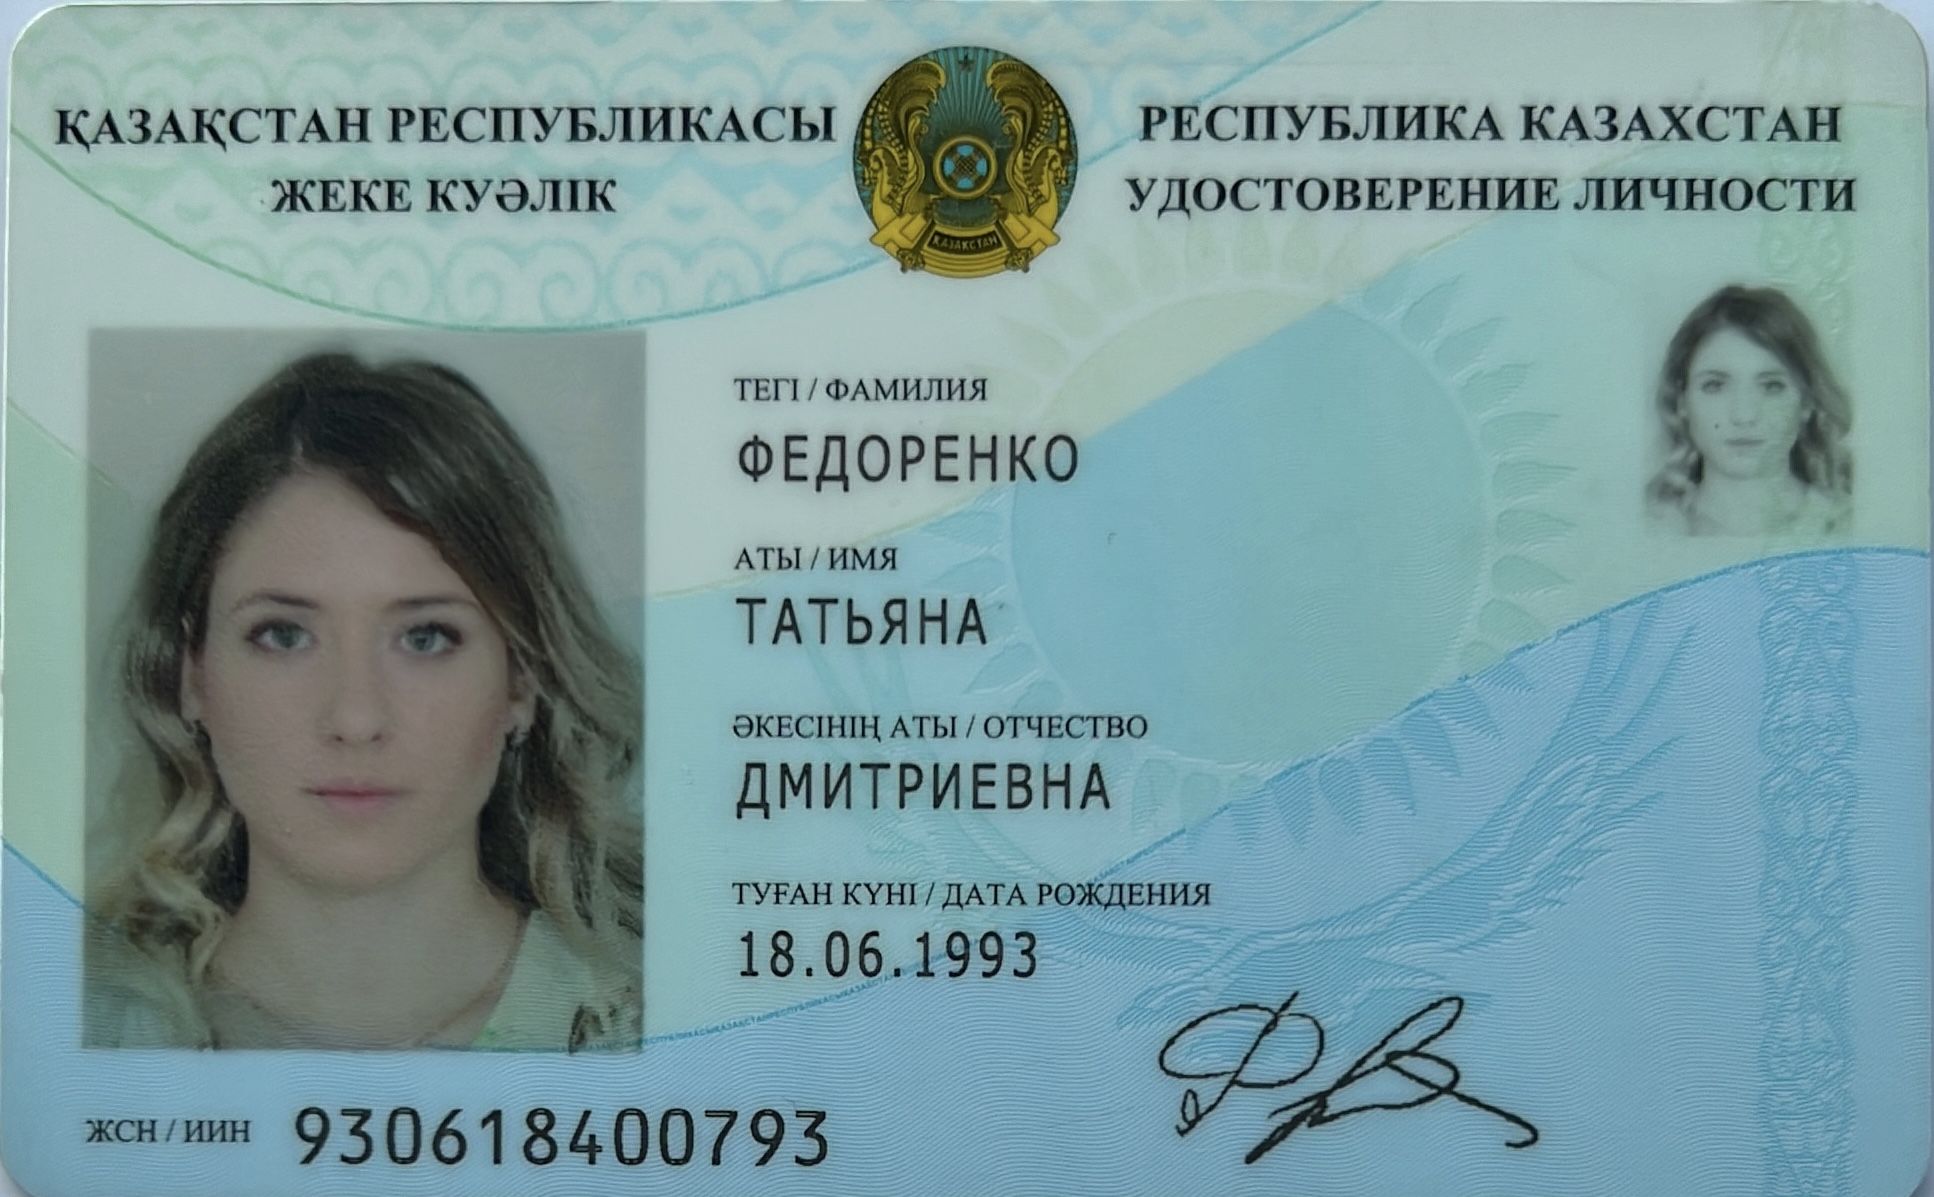 ҚАЗАҚСТАН РЕСПУБЛИКАСЫ
ЖЕКЕ КУӘЛІК
ҚАЗАҚСТАН
РЕСПУБЛИКА КАЗАХСТАН
УДОСТОВЕРЕНИЕ ЛИЧНОСТИ
ТЕГІ / ФАМИЛИЯ
ФЕДОРЕНКО
АТЫ / ИМЯ
ТАТЬЯНА
ӘКЕСІНІҢ АТЫ / ОТЧЕСТВО
ДМИТРИЕВНА
ТУҒАН КҮНІ / ДАТА РОЖДЕНИЯ
18.06.1993
ЖСН / ИИН 930618400793